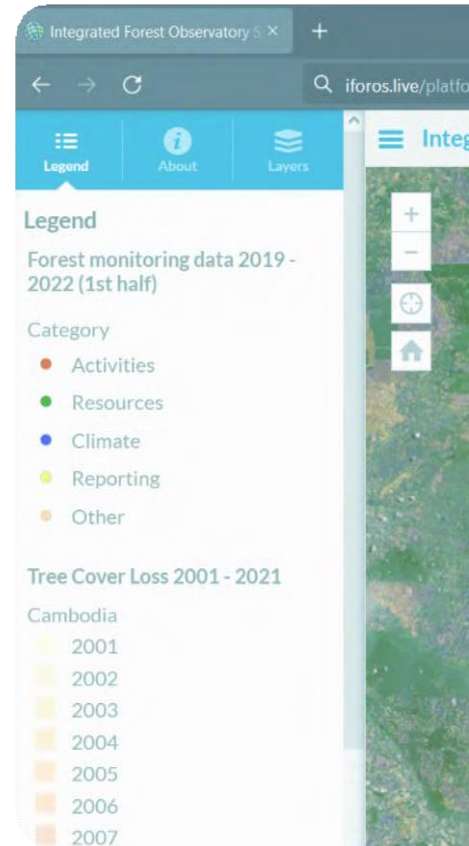 Integrated Forest Observatory S
iforos.live/platfo
Legend
About
Layers
Integ
Legend
Forest monitoring data 2019 -
2022 (1st half)
Category
Activities
Resources
Climate
Reporting
Other
Tree Cover Loss 2001 - 2021
Cambodia
2001
2002
2003
2004
2005
2006
2007